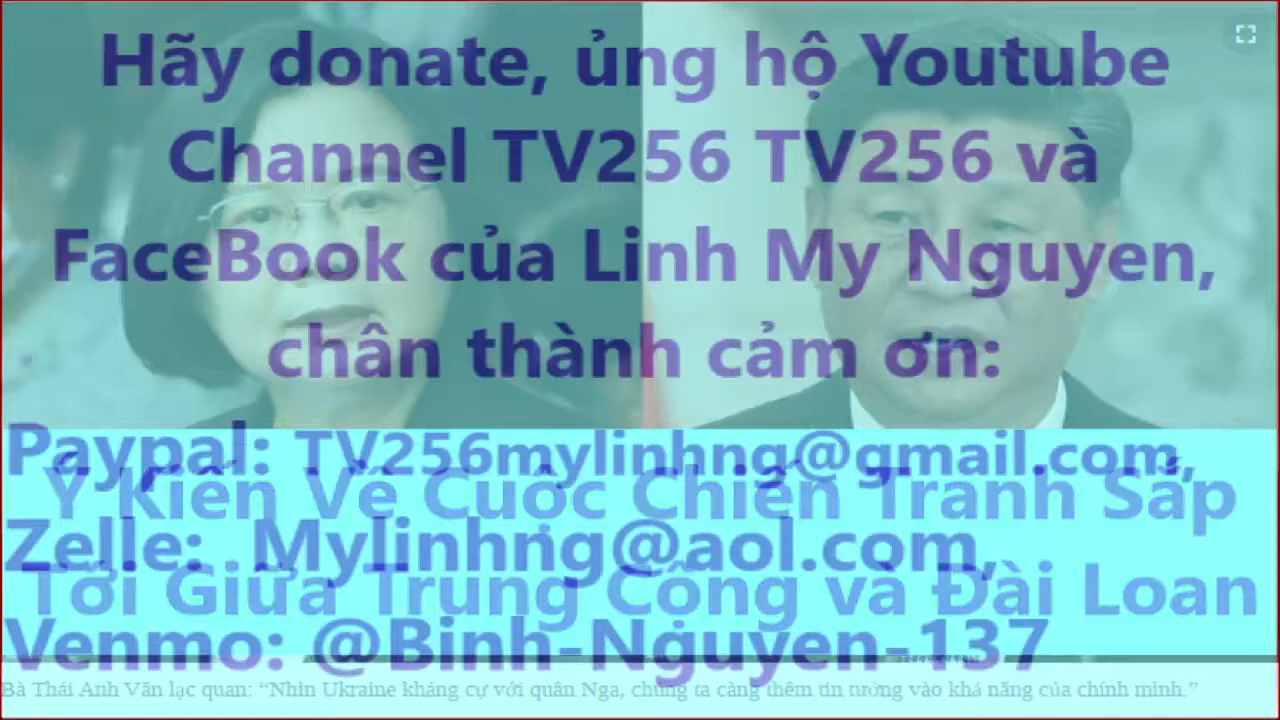 Hãy donate, ủng hộ Youtube
Channel TV256 TV256 và
FaceBook của Linh My Nguyen,
chân thành cảm ơn:
Paypal: TV256mylinhng@gmail.com,
Ý Kiến Về Cuộc Chiến Tranh Sắp
Zelle: Mylinhng@aol.com,
Tới Giữa Trung Cộng và Đài Loan
Venmo: @Binh-Nguyen-137
Bà Thái Anh Văn lạc quan: “Nhìn Ukraine kháng cự với quân Nga, chúng ta càng thêm tin tưởng vào khả năng của chính mình.”